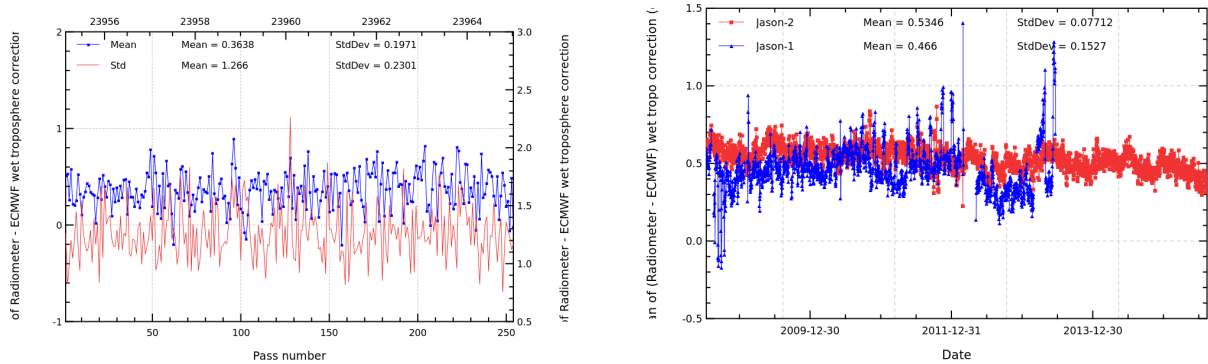 23956 23958 23960 23962 23964
2
1
0
-1
3.0
2.5
2.0
1.5
1.0
0.5
Mean Mean = 0.3638 StdDev = 0.1971
Std Mean = 1.266 StdDev = 0.2301
of Radiometer - ECMWF wet troposphere correction
of Radiometer - ECMWF wet troposphere correction
50 100 150 200 250
Pass number
1.5
1.0
0.5
0.0
-0.5
Jason-2 Mean = 0.5346 StdDev = 0.07712
Jason-1 Mean = 0.466 StdDev = 0.1527
of (Radiometer - ECMWF) wet tropo correction (
2009-12-30 2011-12-31 2013-12-30
Date